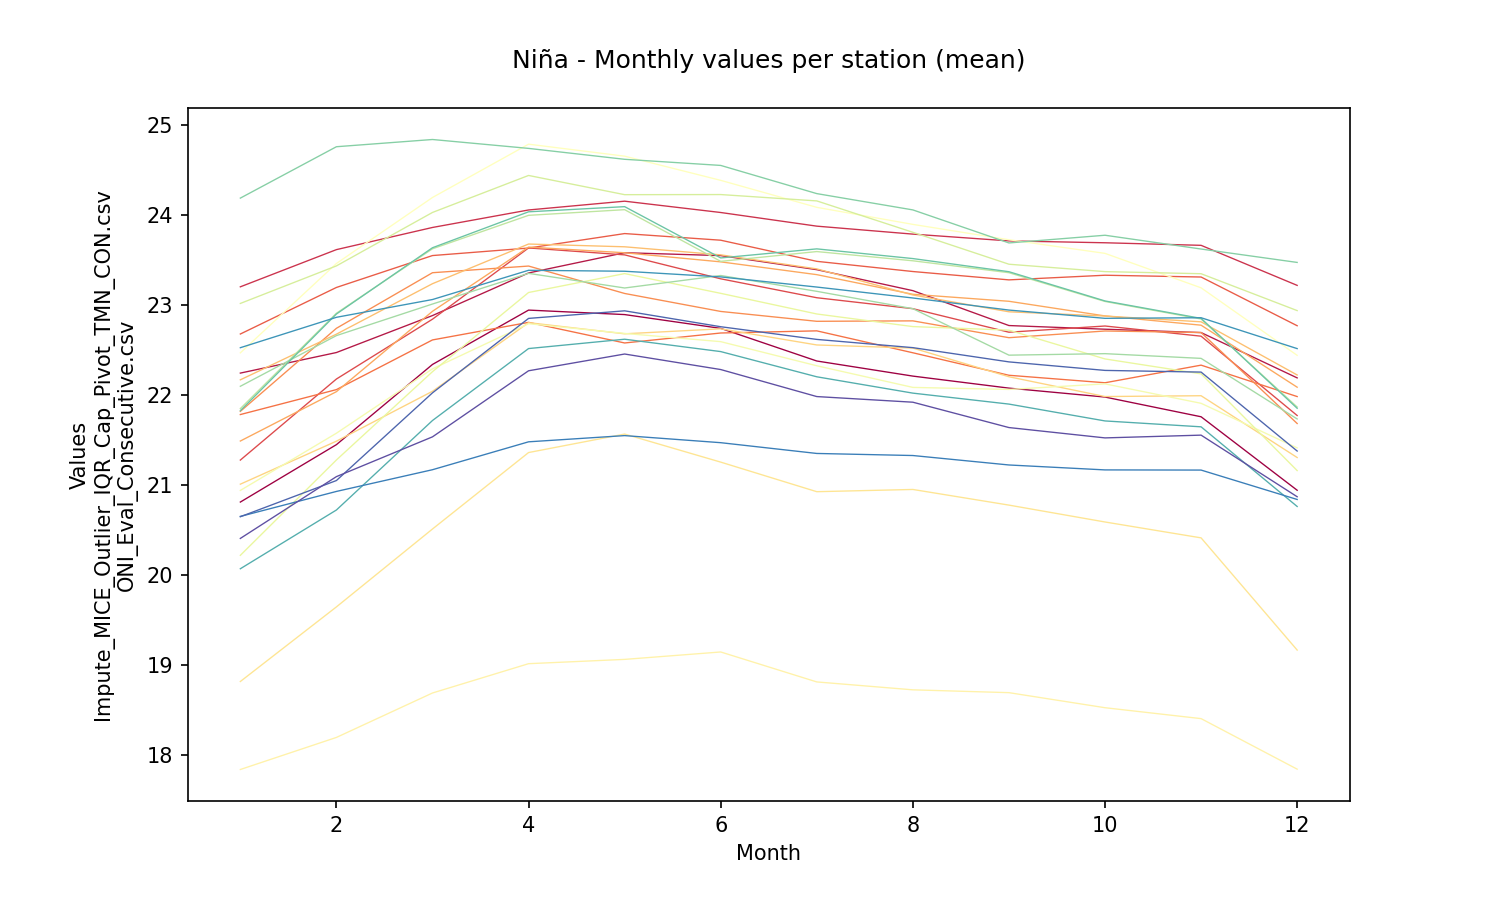 Niña - Monthly values per station (mean)
Values
Impute_MICE_Outlier_IQR_Cap_Pivot_TMN_CON.csv
ONI_Eval_Consecutive.csv
25
24
23
22
21
20
19
18
2
4
6
8
10
12
Month